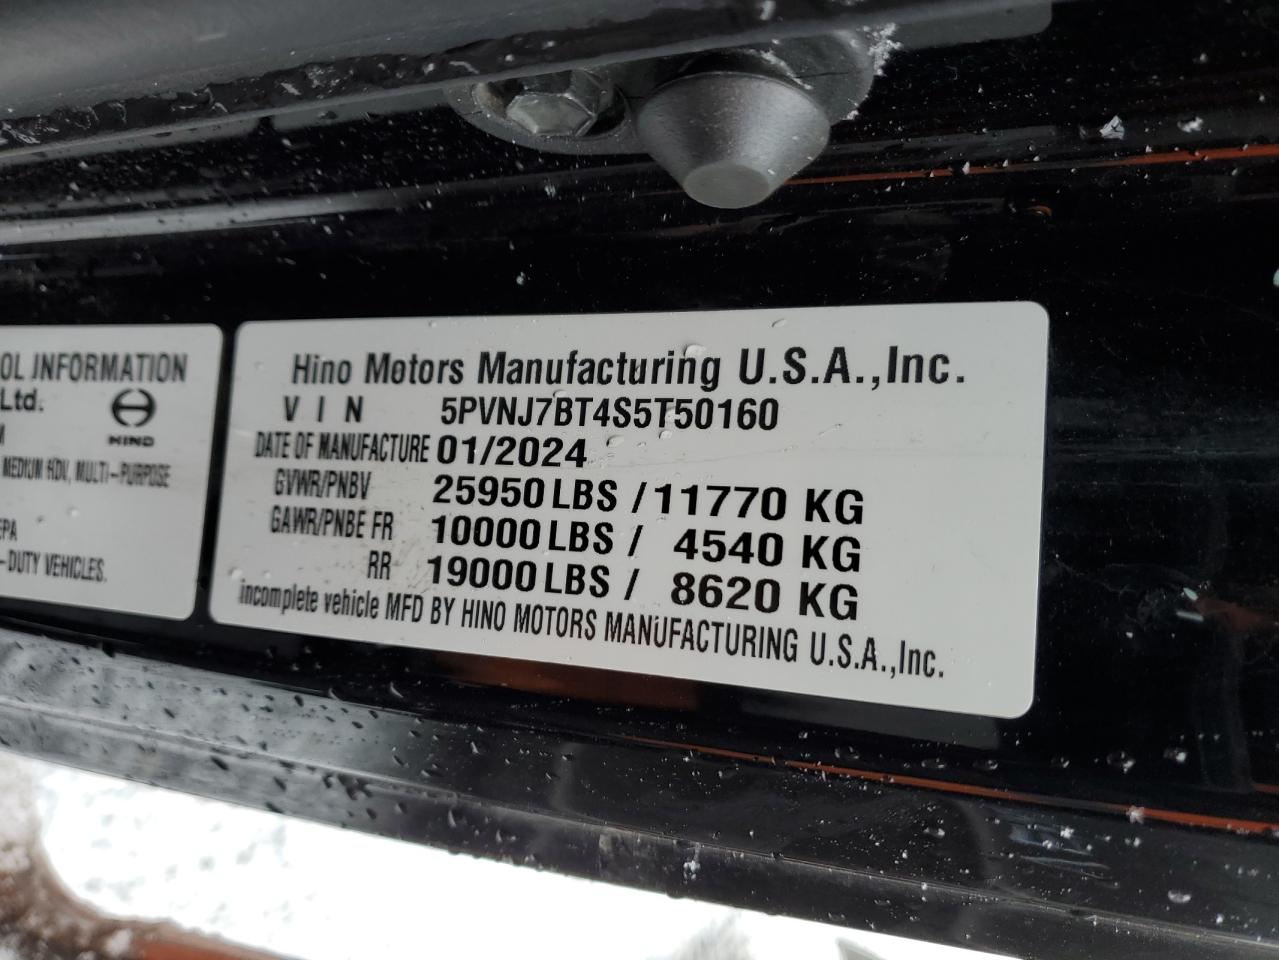 OL INFORMATION
Ltd.
HINO
MEDIUM HDV, MULTI-PURPOSE
EPA
-DUTY VEHICLES.
Hino Motors Manufacturing U.S.A.,Inc.
VIN 5PVNJ7BT4S5T50160
DATE OF MANUFACTURE 01/2024
GVWR/PNBV 25950 LBS / 11770 KG
GAWR/PNBE FR 10000 LBS / 4540 KG
RR 19000 LBS / 8620 KG
incomplete vehicle MFD BY HINO MOTORS MANUFACTURING U.S.A.,Inc.